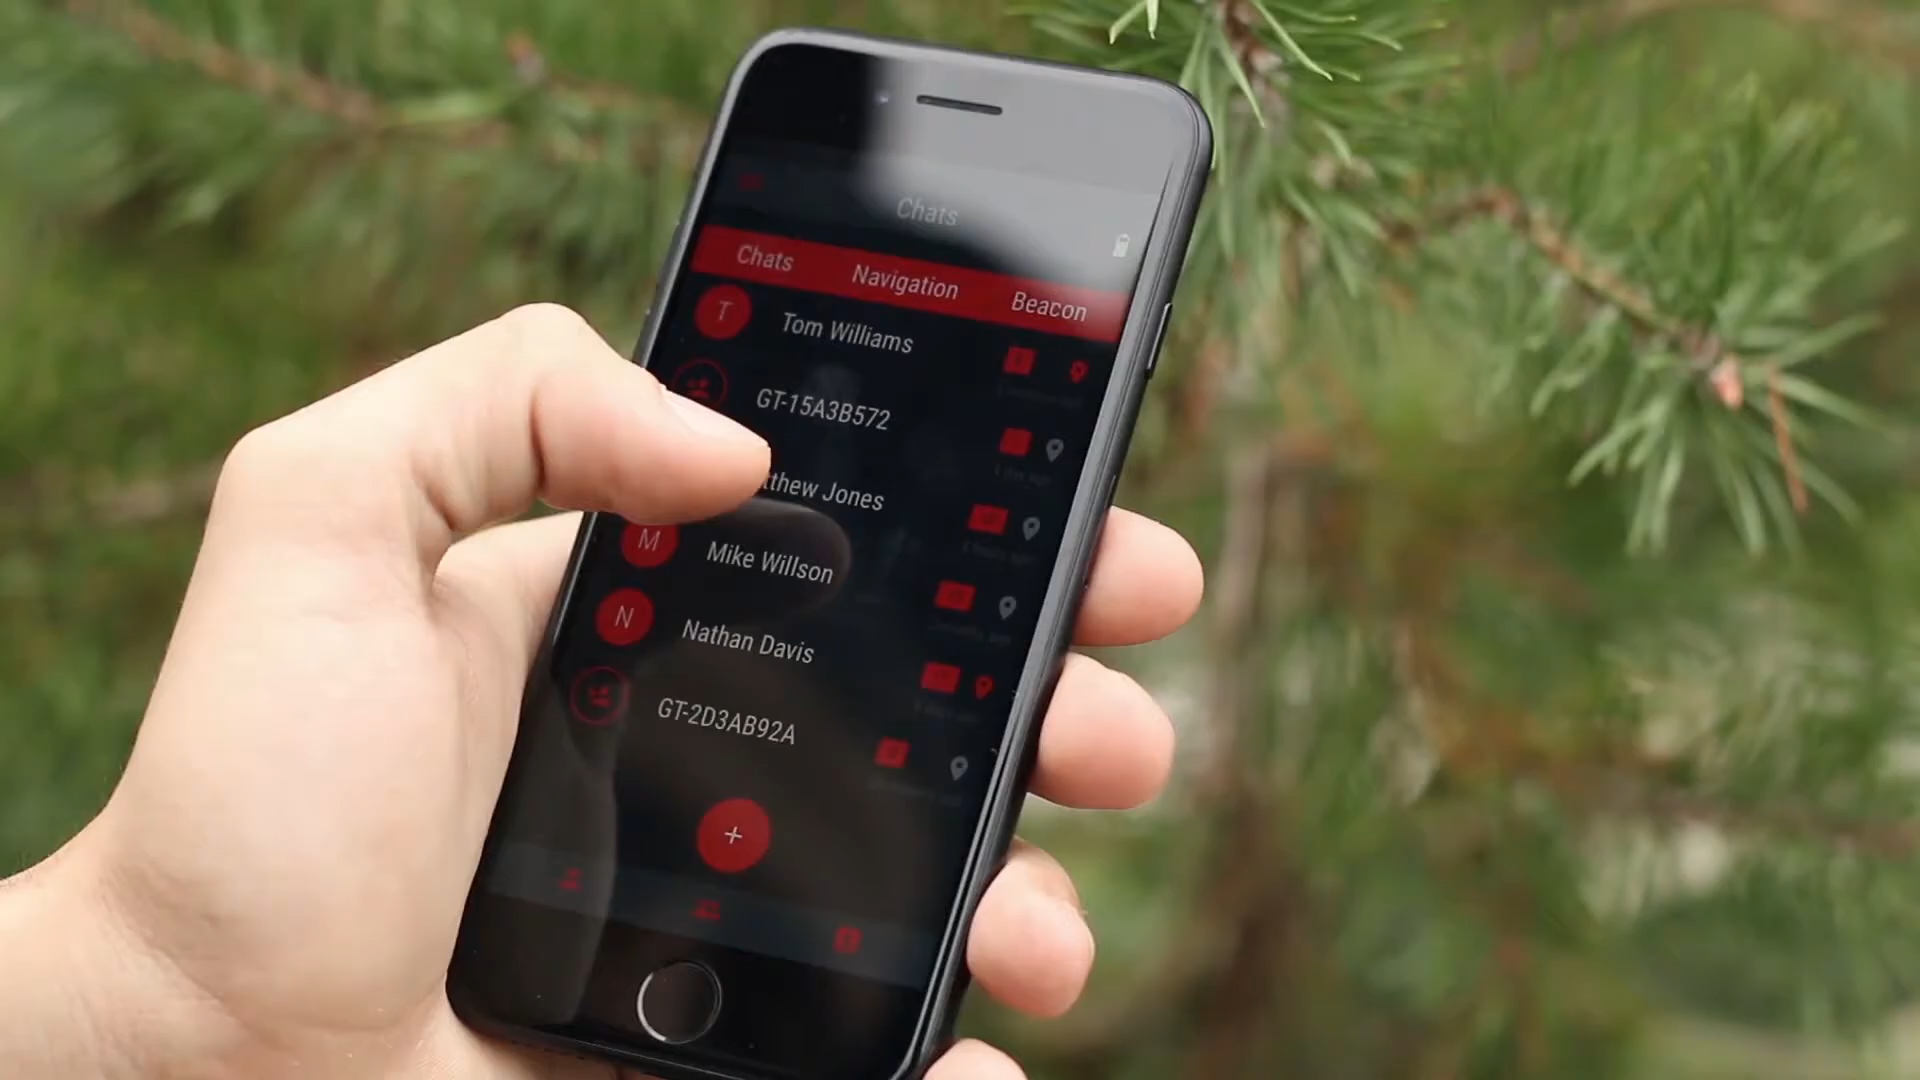 Chats
Chats Navigation Beacon
T Tom Williams
GT-15A3B572
tthew Jones
M Mike Willson
N Nathan Davis
GT-2D3AB92A
+